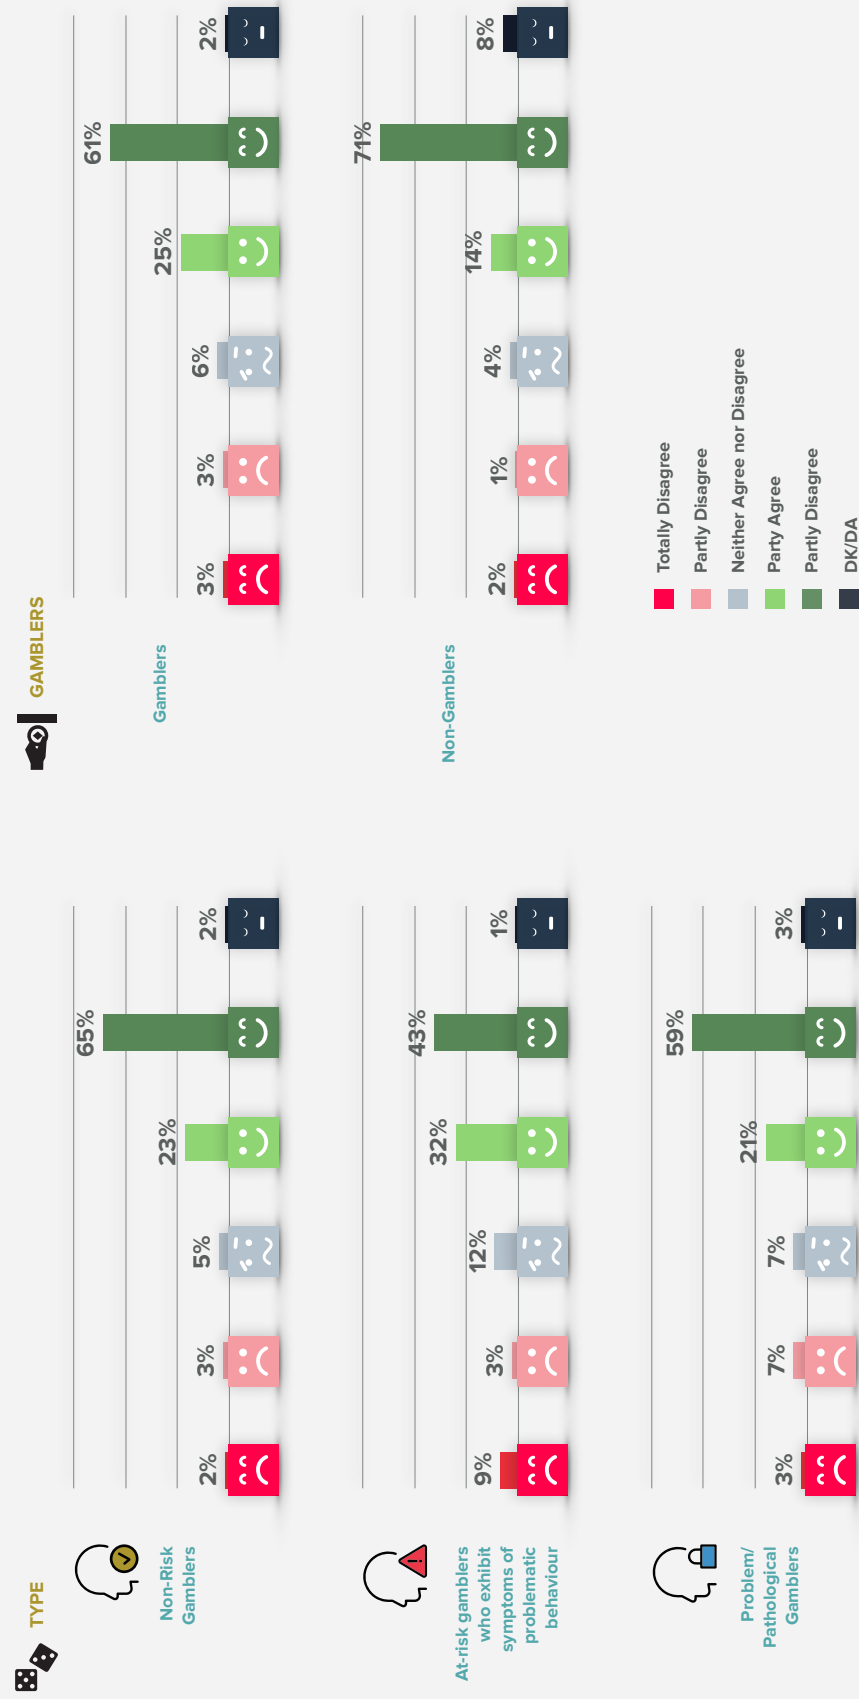 TYPE
Non-Risk
Gamblers
2%
3%
5%
23%
65%
2%
At-risk gamblers
who exhibit
symptoms of
problematic
behaviour
9%
3%
12%
32%
43%
1%
Problem/
Pathological
Gamblers
3%
7%
7%
21%
59%
3%
GAMBLERS
Gamblers
3%
3%
6%
25%
61%
2%
Non-Gamblers
2%
1%
4%
14%
71%
8%
Totally Disagree
Partly Disagree
Neither Agree nor Disagree
Party Agree
Partly Disagree
DK/DA